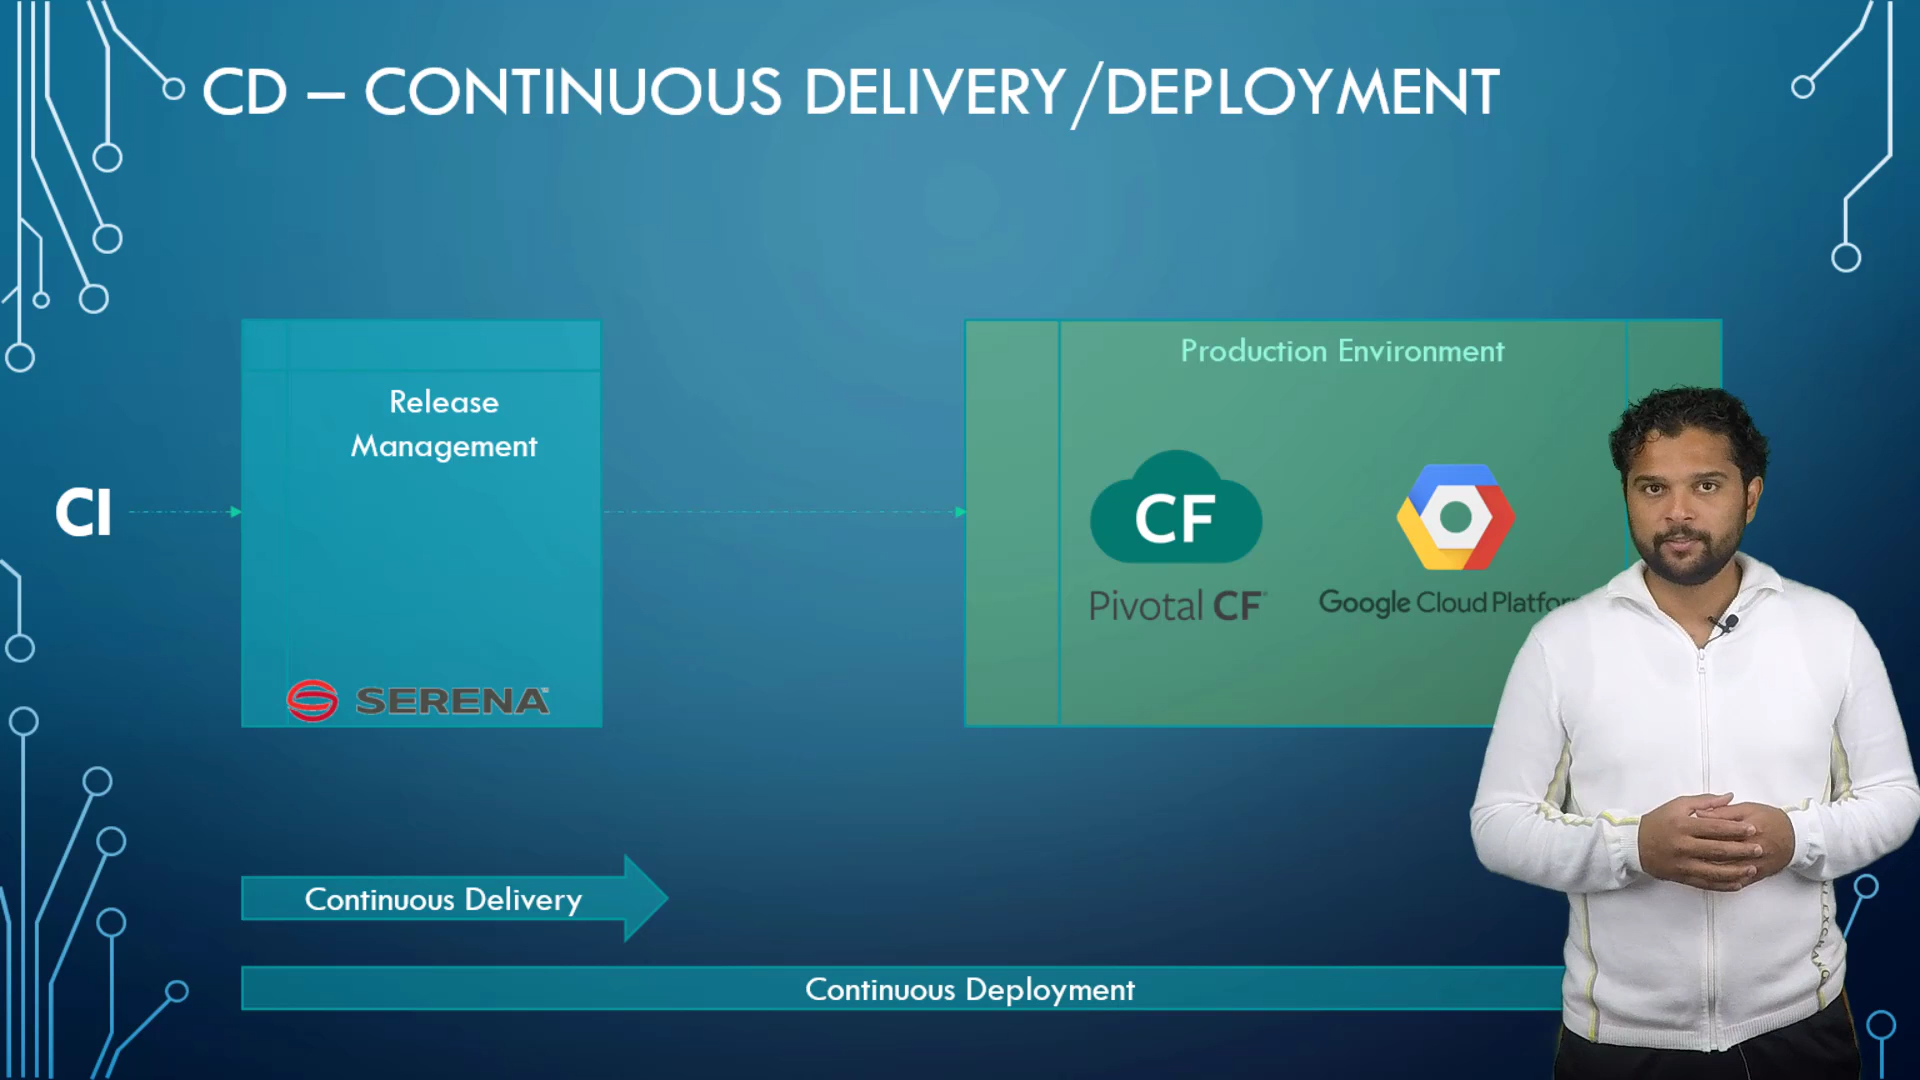 CD – CONTINUOUS DELIVERY/DEPLOYMENT
Release
Management
Production Environment
CI
CF
Pivotal CF
Google Cloud Platfor
SERENA
Continuous Delivery
Continuous Deployment